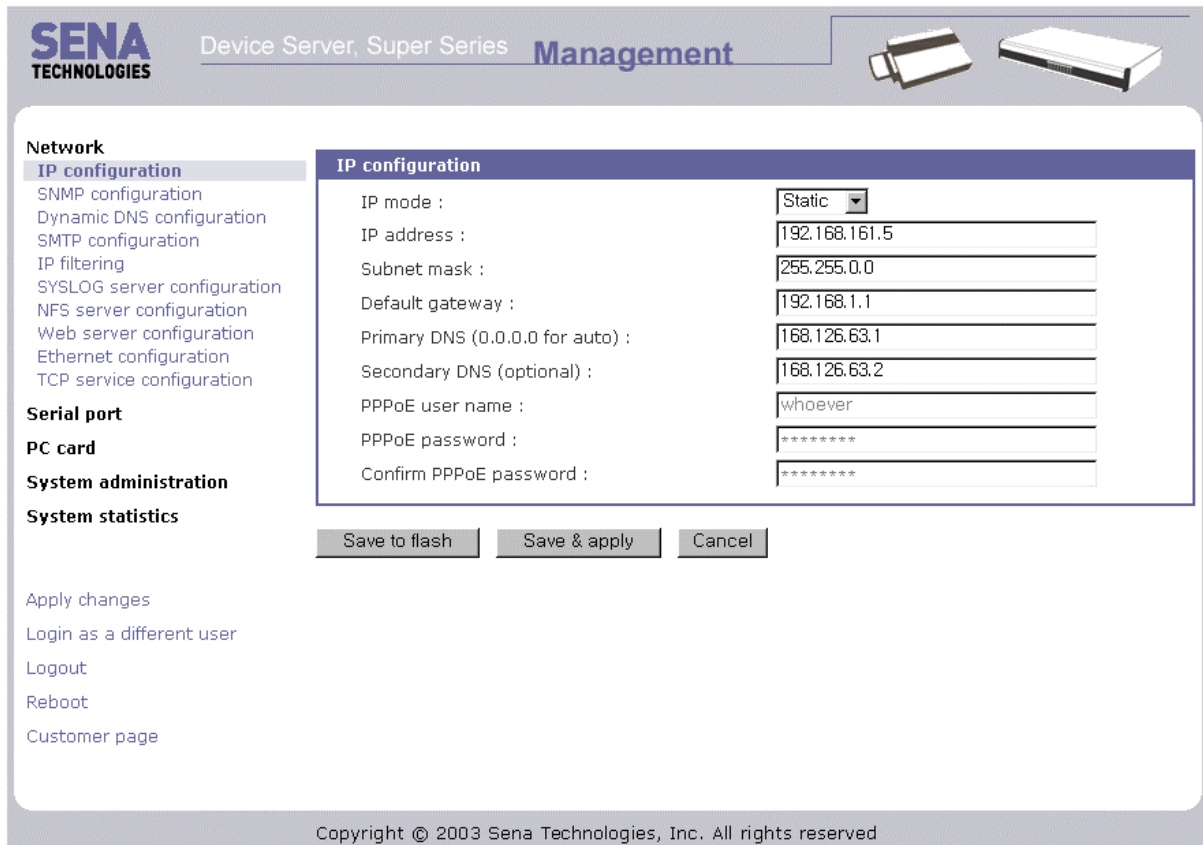 SENA
TECHNOLOGIES
Device Server, Super Series Management
Network
IP configuration
SNMP configuration
Dynamic DNS configuration
SMTP configuration
IP filtering
SYSLOG server configuration
NFS server configuration
Web server configuration
Ethernet configuration
TCP service configuration
Serial port
PC card
System administration
System statistics
Apply changes
Login as a different user
Logout
Reboot
Customer page
IP configuration
IP mode : Static
IP address : 192.168.161.5
Subnet mask : 255.255.0.0
Default gateway : 192.168.1.1
Primary DNS (0.0.0.0 for auto) : 168.126.63.1
Secondary DNS (optional) : 168.126.63.2
PPPoE user name : whoever
PPPoE password : ********
Confirm PPPoE password : ********
Save to flash Save & apply Cancel
Copyright © 2003 Sena Technologies, Inc. All rights reserved